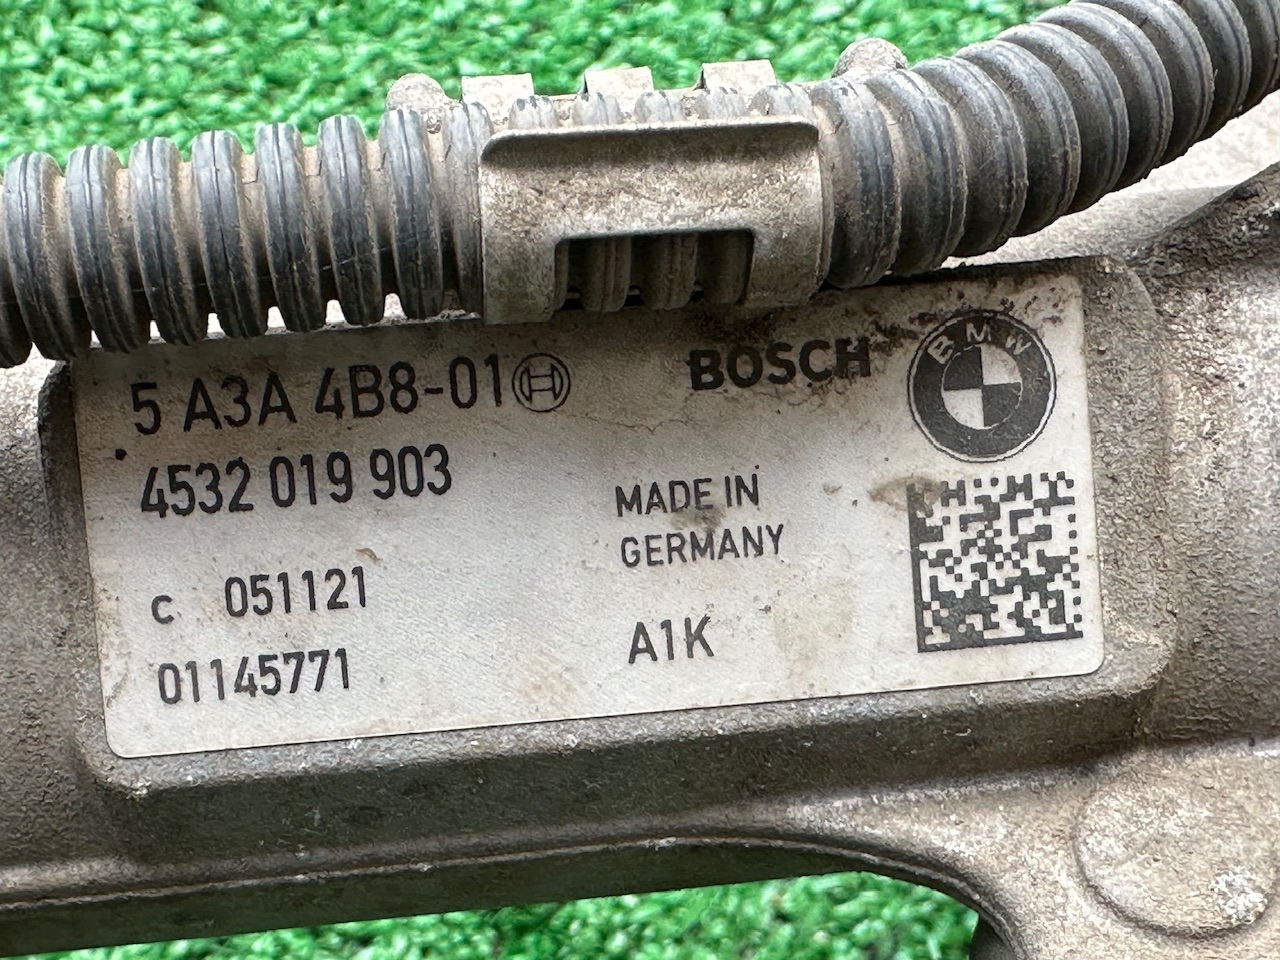 5 A3A 4B8-01
BOSCH
BMW
4532 019 903
MADE IN
GERMANY
c 051121
A1K
01145771